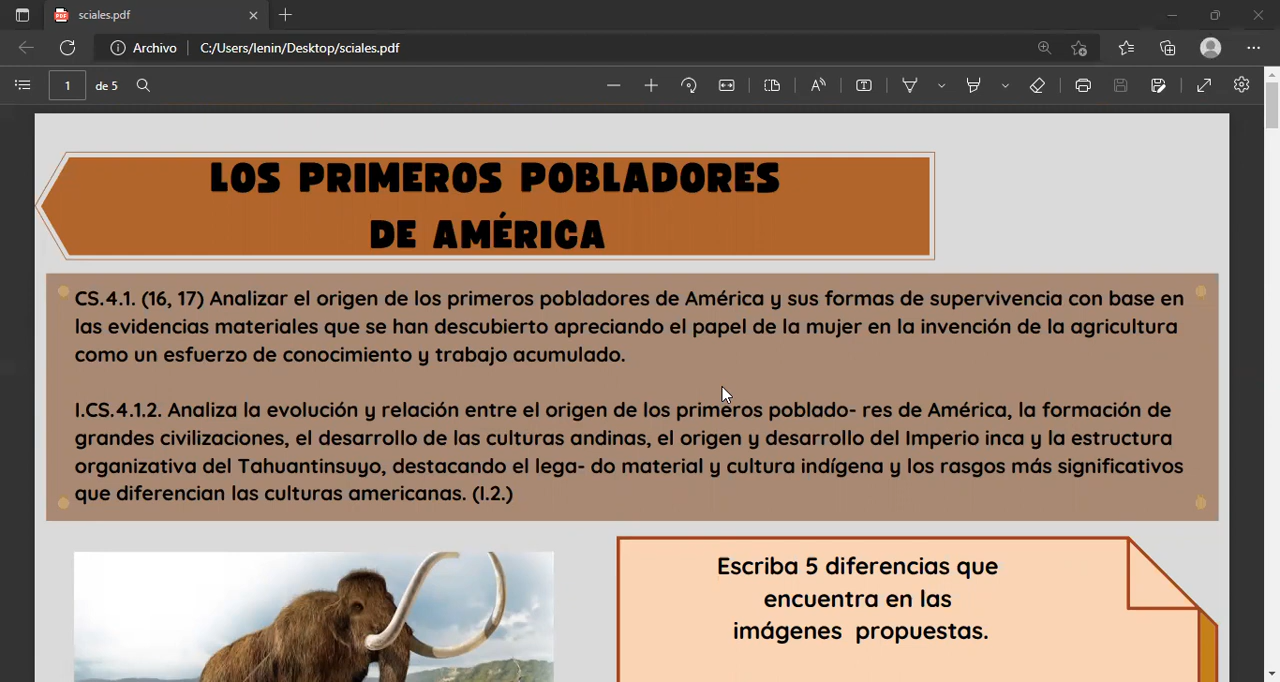 sciales.pdf
Archivo
C:/Users/lenin/Desktop/sciales.pdf
1 de 5
LOS PRIMEROS POBLADORES
DE AMÉRICA
CS.4.1. (16, 17) Analizar el origen de los primeros pobladores de América y sus formas de supervivencia con base en
las evidencias materiales que se han descubierto apreciando el papel de la mujer en la invención de la agricultura
como un esfuerzo de conocimiento y trabajo acumulado.
I.CS.4.1.2. Analiza la evolución y relación entre el origen de los primeros poblado- res de América, la formación de
grandes civilizaciones, el desarrollo de las culturas andinas, el origen y desarrollo del Imperio inca y la estructura
organizativa del Tahuantinsuyo, destacando el lega- do material y cultura indígena y los rasgos más significativos
que diferencian las culturas americanas. (I.2.)
Escriba 5 diferencias que
encuentra en las
imágenes propuestas.